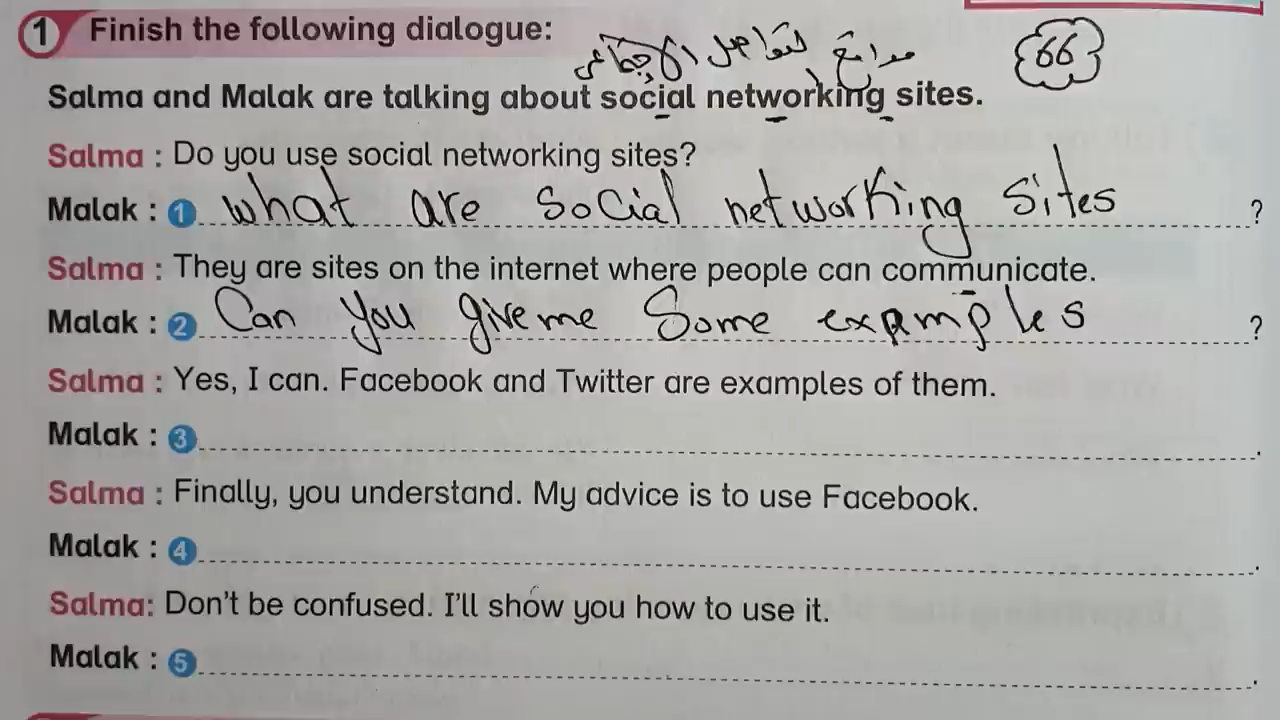 1 Finish the following dialogue:
مواقع التواصل الاجتماعى
66
Salma and Malak are talking about social networking sites.
Salma : Do you use social networking sites?
Malak : 1 what are social networking sites ?
Salma : They are sites on the internet where people can communicate.
Malak : 2 Can you give me Some examples ?
Salma : Yes, I can. Facebook and Twitter are examples of them.
Malak : 3 .
Salma : Finally, you understand. My advice is to use Facebook.
Malak : 4 .
Salma: Don't be confused. I'll show you how to use it.
Malak : 5 .